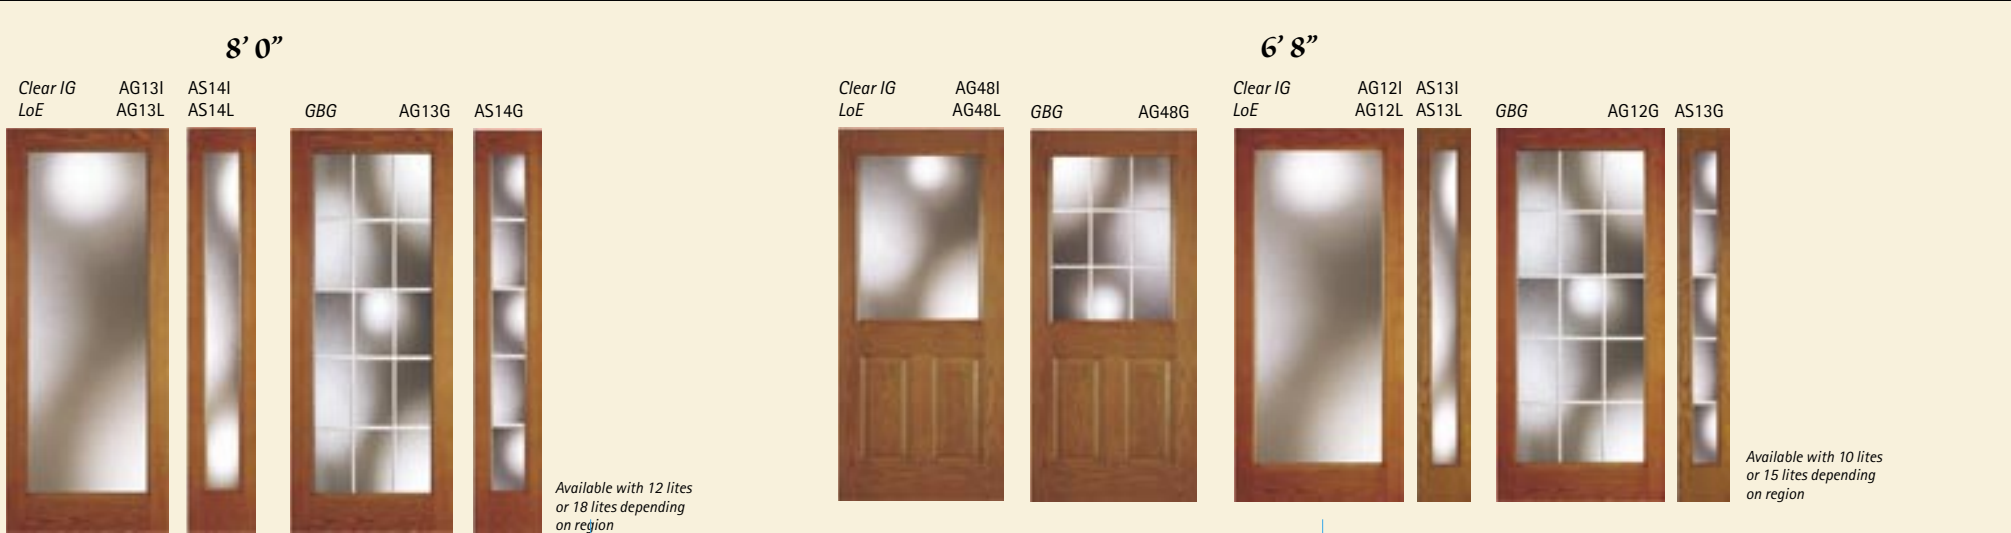 8’ 0”
Clear IG AG13I AS14I
LoE AG13L AS14L
GBG AG13G AS14G
Available with 12 lites
or 18 lites depending
on region
6’ 8”
Clear IG AG48I
LoE AG48L
GBG AG48G
Clear IG AG12I AS13I
LoE AG12L AS13L
GBG AG12G AS13G
Available with 10 lites
or 15 lites depending
on region